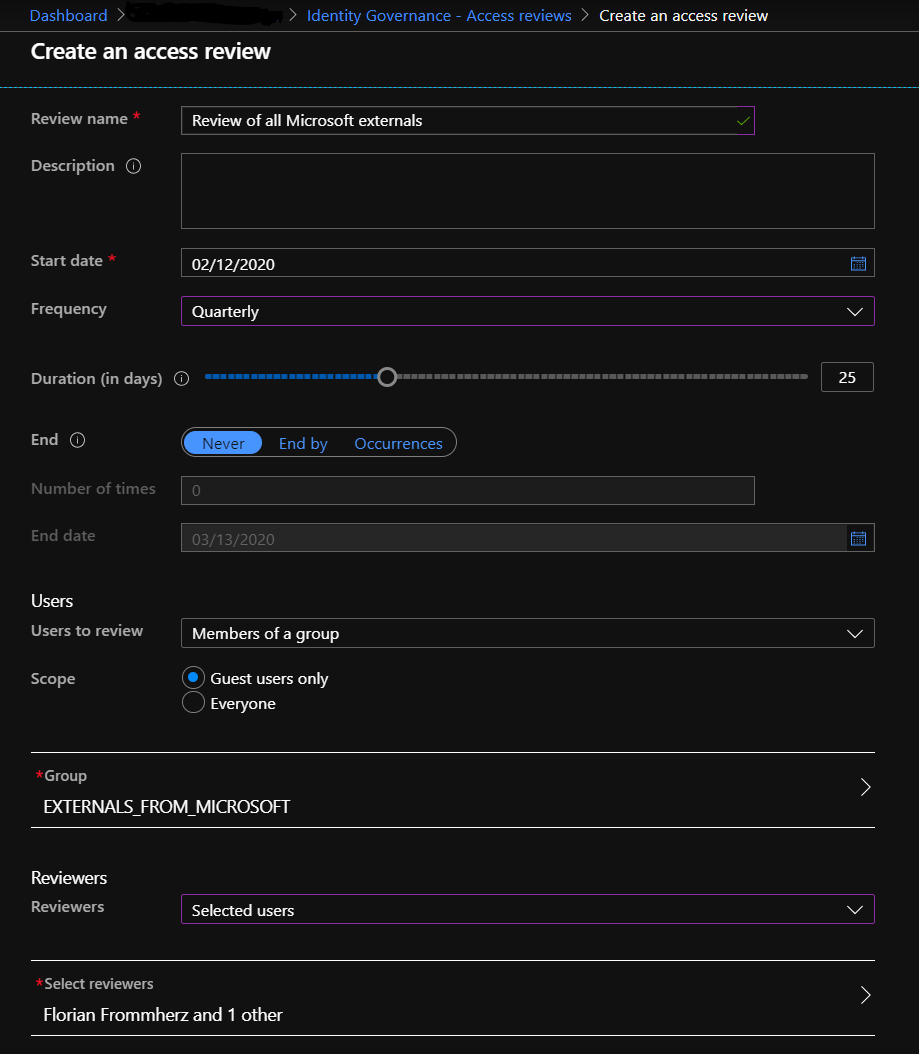 Dashboard > > Identity Governance - Access reviews > Create an access review
Create an access review
Review name *
Review of all Microsoft externals
Description
Start date *
02/12/2020
Frequency
Quarterly
Duration (in days)
25
End
Never End by Occurrences
Number of times
0
End date
03/13/2020
Users
Users to review
Members of a group
Scope
Guest users only
Everyone
*Group
EXTERNALS_FROM_MICROSOFT
Reviewers
Reviewers
Selected users
*Select reviewers
Florian Frommherz and 1 other